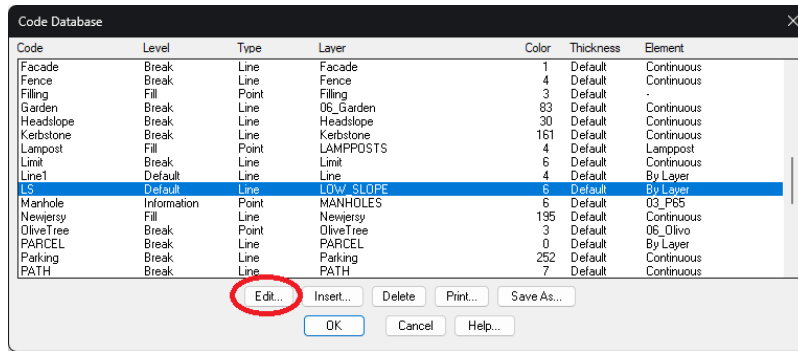 Code Database
Code Level Type Layer Color Thickness Element
Facade Break Line Facade 1 Default Continuous
Fence Break Line Fence 4 Default Continuous
Filling Fill Point Filling 3 Default -
Garden Break Line 06_Garden 83 Default Continuous
Headslope Break Line Headslope 30 Default Continuous
Kerbstone Break Line Kerbstone 161 Default Continuous
Lampost Fill Point LAMPPOSTS 4 Default Lamppost
Limit Break Line Limit 6 Default Continuous
Line1 Default Line Line 4 Default By Layer
LS Default Line LOW_SLOPE 6 Default By Layer
Manhole Information Point MANHOLES 6 Default 03_P65
Newjersy Fill Line Newjersy 195 Default Continuous
OliveTree Break Point OliveTree 3 Default 06_Olivo
PARCEL Break Line PARCEL 0 Default By Layer
Parking Break Line Parking 252 Default Continuous
PATH Break Line PATH 7 Default Continuous
Edit... Insert... Delete Print... Save As...
OK Cancel Help...